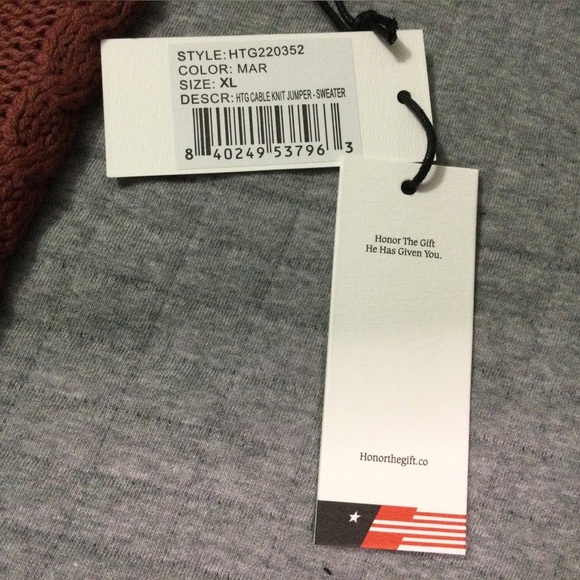 STYLE: HTG220352
COLOR: MAR
SIZE: XL
DESCR: HTG CABLE KNIT JUMPER - SWEATER
8 40249 53796 3
Honor The Gift
He Has Given You.
Honorthegift.co